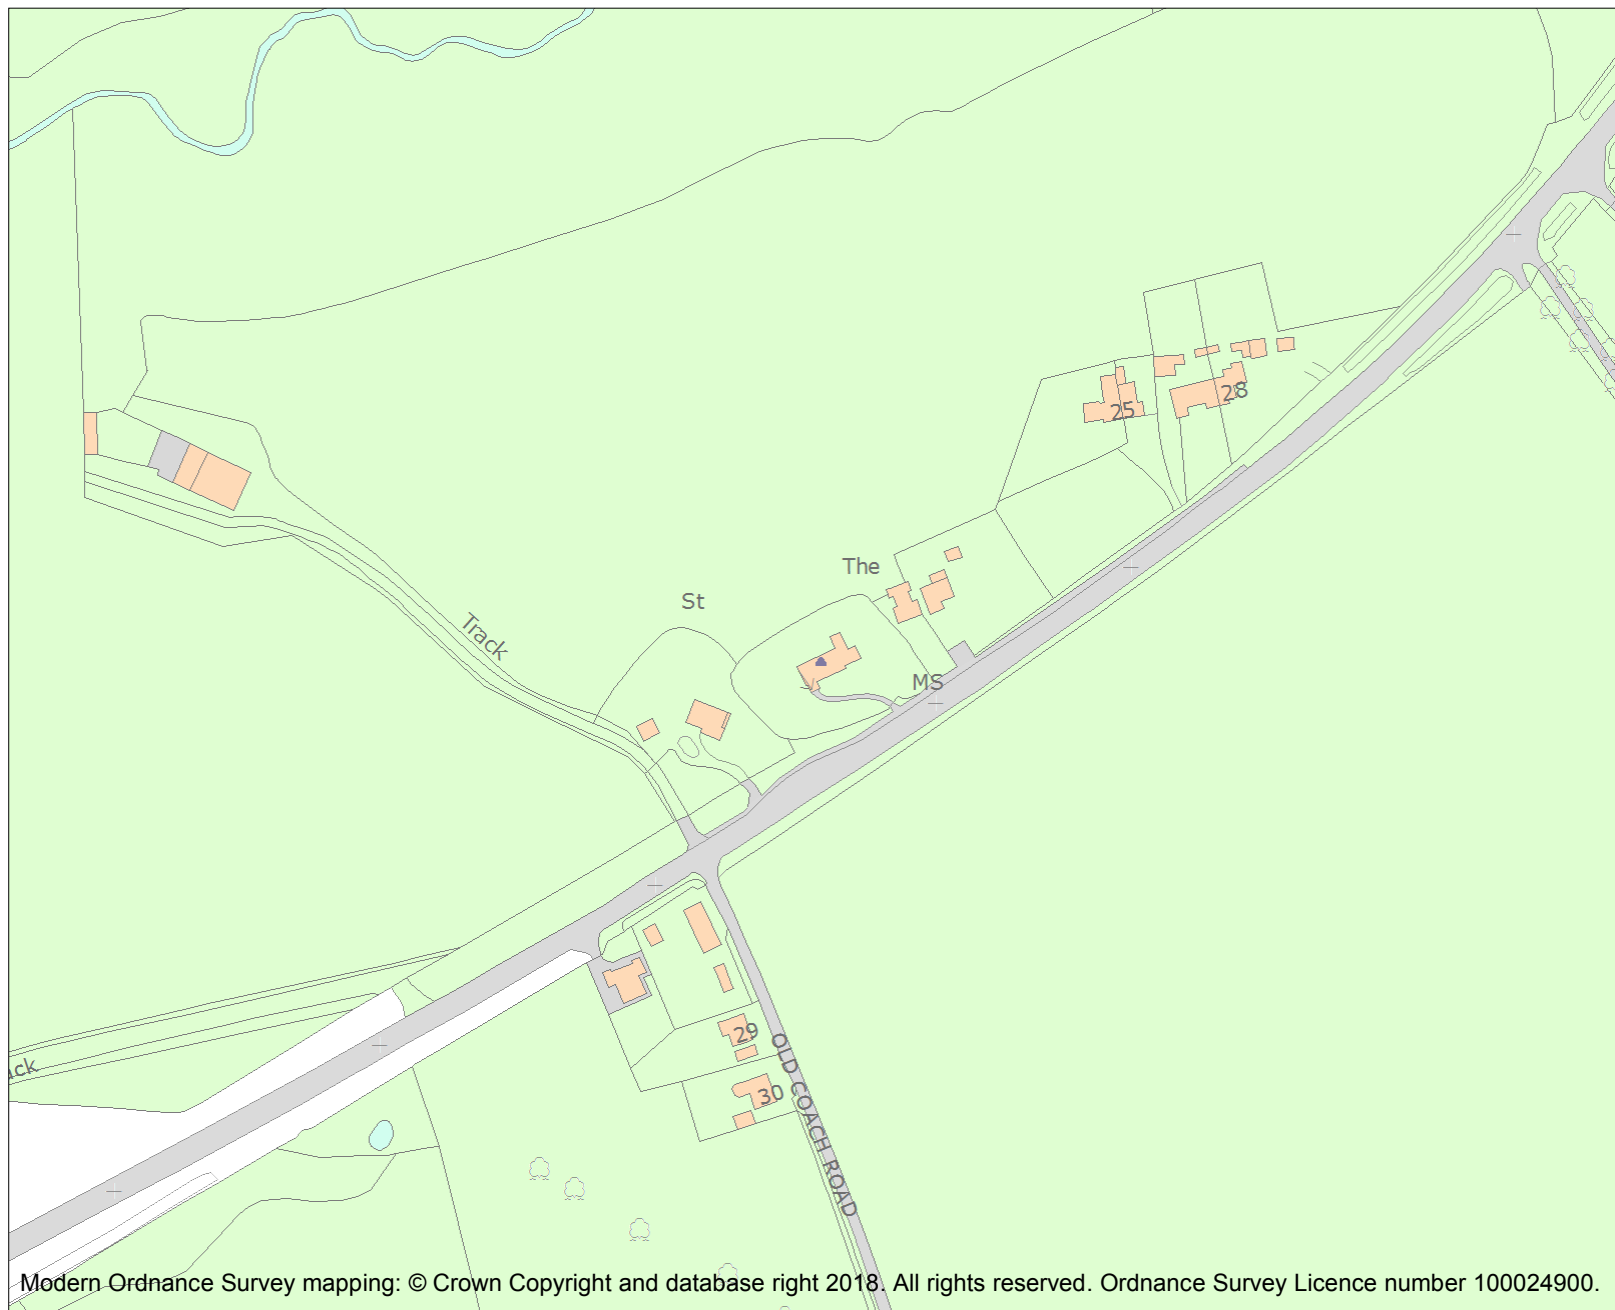 28
25
The
St
Track
MS
29
OLD COACH ROAD
30
Modern Ordnance Survey mapping: © Crown Copyright and database right 2018. All rights reserved. Ordnance Survey Licence number 100024900.